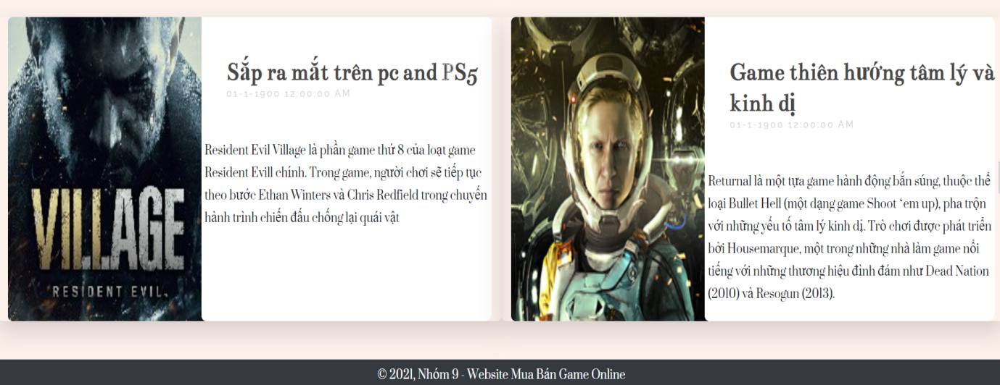 VILLAGE
RESIDENT EVIL
Sắp ra mắt trên pc and PS5
01-1-1900 12:00:00 AM
Resident Evil Village là phần game thứ 8 của loạt game
Resident Evill chính. Trong game, người chơi sẽ tiếp tục
theo bước Ethan Winters và Chris Redfield trong chuyến
hành trình chiến đấu chống lại quái vật
Game thiên hướng tâm lý và
kinh dị
01-1-1900 12:00:00 AM
Returnal là một tựa game hành động bắn súng, thuộc thể
loại Bullet Hell (một dạng game Shoot ‘em up), pha trộn
với những yếu tố tâm lý kinh dị. Trò chơi được phát triển
bởi Housemarque, một trong những nhà làm game nổi
tiếng với những thương hiệu đình đám như Dead Nation
(2010) và Resogun (2013).
© 2021, Nhóm 9 - Website Mua Bán Game Online